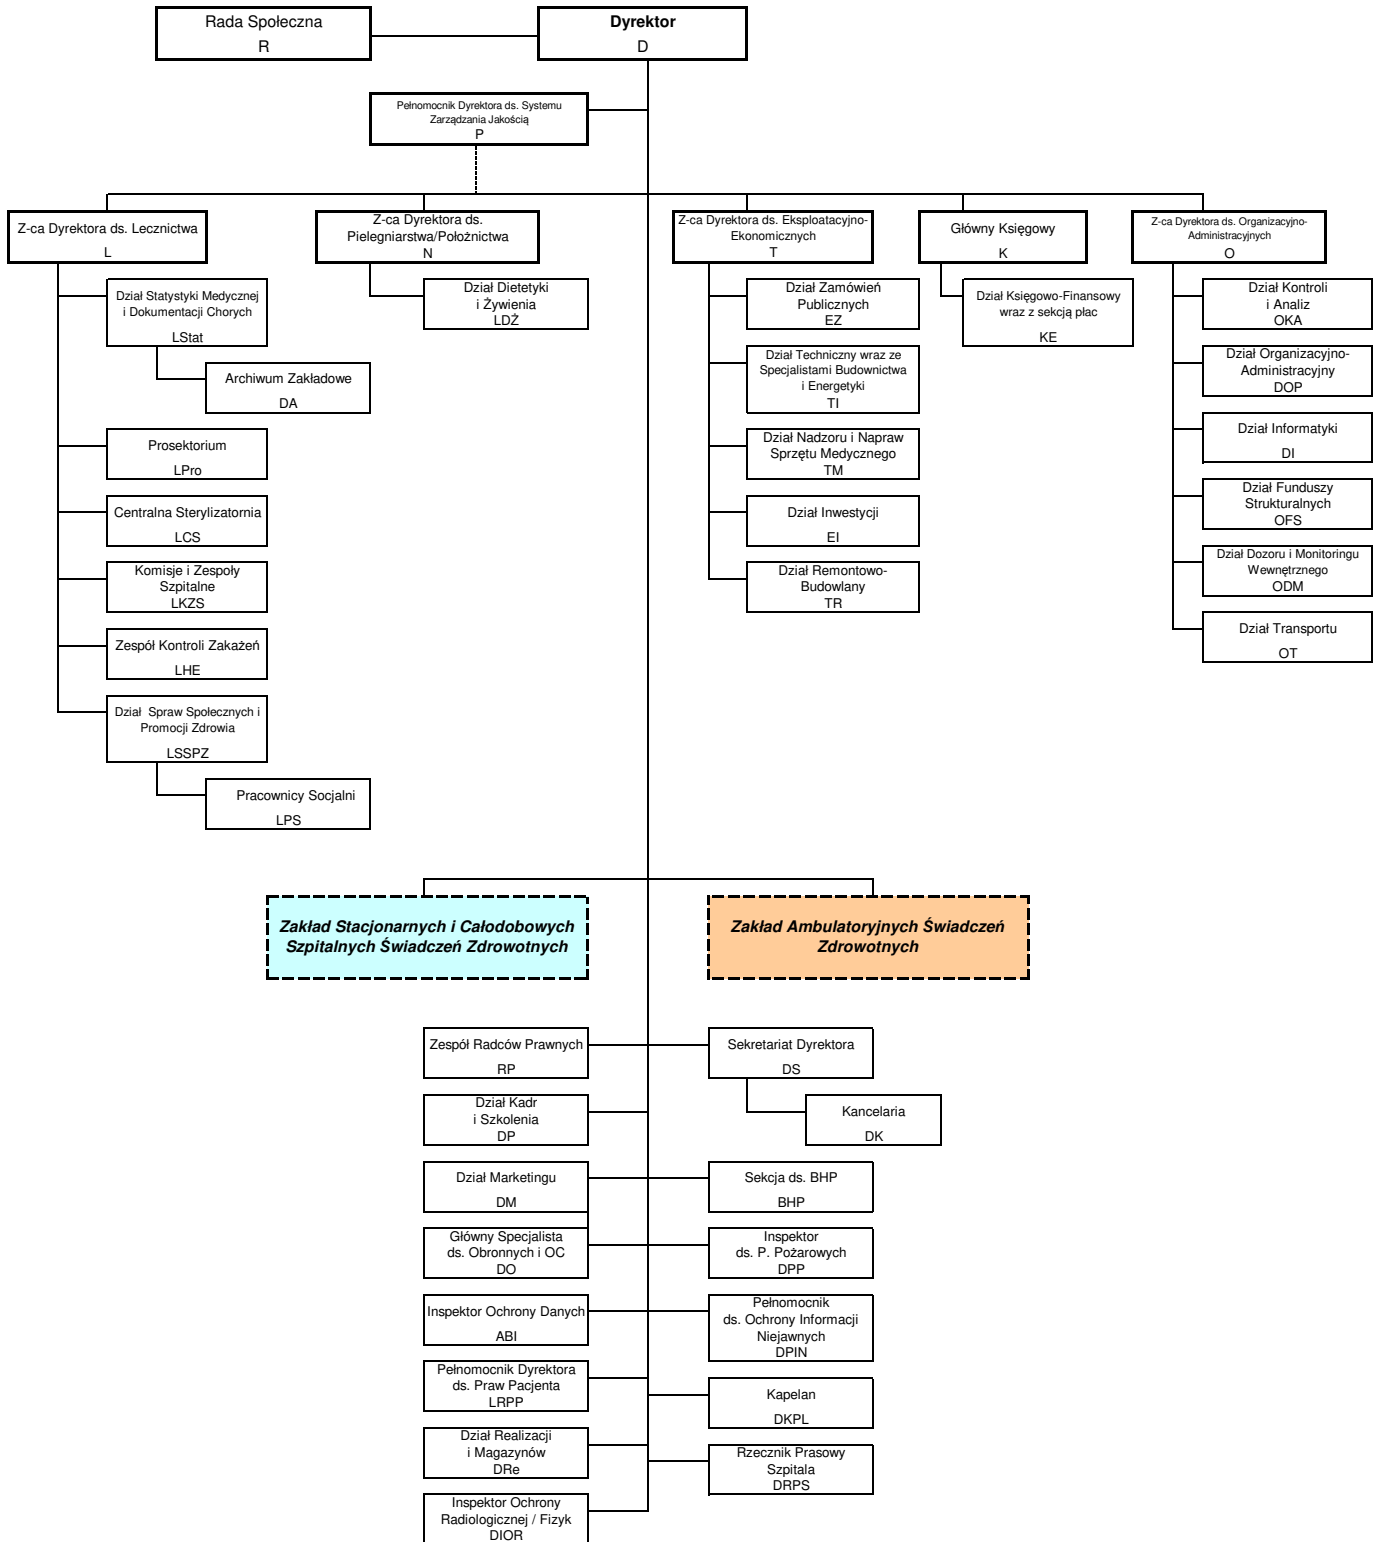 Rada Społeczna
R
Dyrektor
D
Pełnomocnik Dyrektora ds. Systemu
Zarządzania Jakością
P
Z-ca Dyrektora ds. Lecznictwa
L
Z-ca Dyrektora ds.
Pielegniarstwa/Położnictwa
N
Z-ca Dyrektora ds. Eksploatacyjno-
Ekonomicznych
T
Główny Księgowy
K
Z-ca Dyrektora ds. Organizacyjno-
Administracyjnych
O
Dział Statystyki Medycznej
i Dokumentacji Chorych
LStat
Archiwum Zakładowe
DA
Prosektorium
LPro
Centralna Sterylizatornia
LCS
Komisje i Zespoły
Szpitalne
LKZS
Zespół Kontroli Zakażeń
LHE
Dział Spraw Społecznych i
Promocji Zdrowia
LSSPZ
Pracownicy Socjalni
LPS
Dział Dietetyki
i Żywienia
LDŻ
Dział Zamówień
Publicznych
EZ
Dział Techniczny wraz ze
Specjalistami Budownictwa
i Energetyki
TI
Dział Nadzoru i Napraw
Sprzętu Medycznego
TM
Dział Inwestycji
EI
Dział Remontowo-
Budowlany
TR
Dział Księgowo-Finansowy
wraz z sekcją płac
KE
Dział Kontroli
i Analiz
OKA
Dział Organizacyjno-
Administracyjny
DOP
Dział Informatyki
DI
Dział Funduszy
Strukturalnych
OFS
Dział Dozoru i Monitoringu
Wewnętrznego
ODM
Dział Transportu
OT
Zakład Stacjonarnych i Całodobowych
Szpitalnych Świadczeń Zdrowotnych
Zakład Ambulatoryjnych Świadczeń
Zdrowotnych
Zespół Radców Prawnych
RP
Dział Kadr
i Szkolenia
DP
Dział Marketingu
DM
Główny Specjalista
ds. Obronnych i OC
DO
Inspektor Ochrony Danych
ABI
Pełnomocnik Dyrektora
ds. Praw Pacjenta
LRPP
Dział Realizacji
i Magazynów
DRe
Inspektor Ochrony
Radiologicznej / Fizyk
DIOR
Sekretariat Dyrektora
DS
Kancelaria
DK
Sekcja ds. BHP
BHP
Inspektor
ds. P. Pożarowych
DPP
Pełnomocnik
ds. Ochrony Informacji
Niejawnych
DPIN
Kapelan
DKPL
Rzecznik Prasowy
Szpitala
DRPS